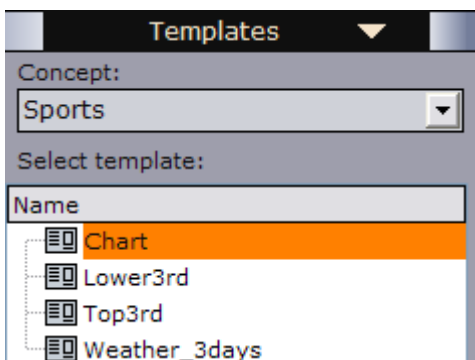 Templates
Concept:
Sports
Select template:
Name
Chart
Lower3rd
Top3rd
Weather_3days